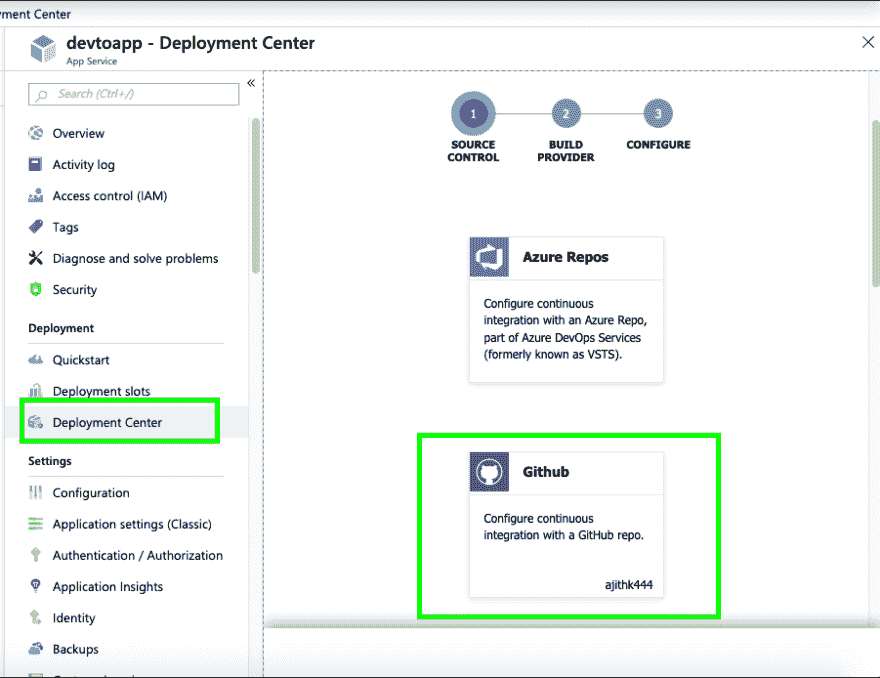 ment Center
devtoapp - Deployment Center
App Service
Search (Ctrl+/)
«
Overview
Activity log
Access control (IAM)
Tags
Diagnose and solve problems
Security
Deployment
Quickstart
Deployment slots
Deployment Center
Settings
Configuration
Application settings (Classic)
Authentication / Authorization
Application Insights
Identity
Backups
1
2
3
SOURCE
CONTROL
BUILD
PROVIDER
CONFIGURE
Azure Repos
Configure continuous
integration with an Azure Repo,
part of Azure DevOps Services
(formerly known as VSTS).
Github
Configure continuous
integration with a GitHub repo.
ajithk444